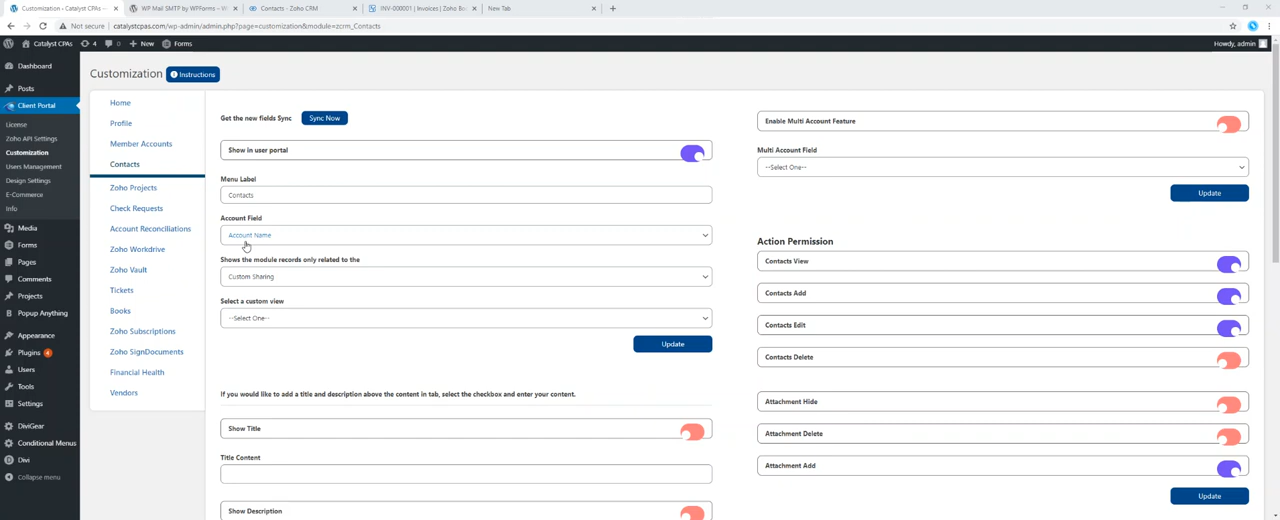 Customization - Catalyst CPAs —
WP Mail SMTP by WPForms ‹
Contacts - Zoho CRM
INV-000001 | Invoices | Zoho Bo
New Tab
Not secure | catalystcpas.com/wp-admin/admin.php?page=customization&module=zcrm_Contacts
Catalyst CPAs
4
0
New
Forms
Howdy, admin
Dashboard
Posts
Client Portal
License
Zoho API Settings
Customization
Users Management
Design Settings
E-Commerce
Info
Media
Forms
Pages
Comments
Projects
Popup Anything
Appearance
Plugins 4
Users
Tools
Settings
DiviGear
Conditional Menus
Divi
Collapse menu
Customization
Instructions
Home
Profile
Member Accounts
Contacts
Zoho Projects
Check Requests
Account Reconciliations
Zoho Workdrive
Zoho Vault
Tickets
Books
Zoho Subscriptions
Zoho SignDocuments
Financial Health
Vendors
Get the new fields Sync
Sync Now
Show in user portal
Menu Label
Contacts
Account Field
Account Name
Shows the module records only related to the
Custom Sharing
Select a custom view
--Select One--
Update
If you would like to add a title and description above the content in tab, select the checkbox and enter your content.
Show Title
Title Content
Show Description
Enable Multi Account Feature
Multi Account Field
--Select One--
Update
Action Permission
Contacts View
Contacts Add
Contacts Edit
Contacts Delete
Attachment Hide
Attachment Delete
Attachment Add
Update